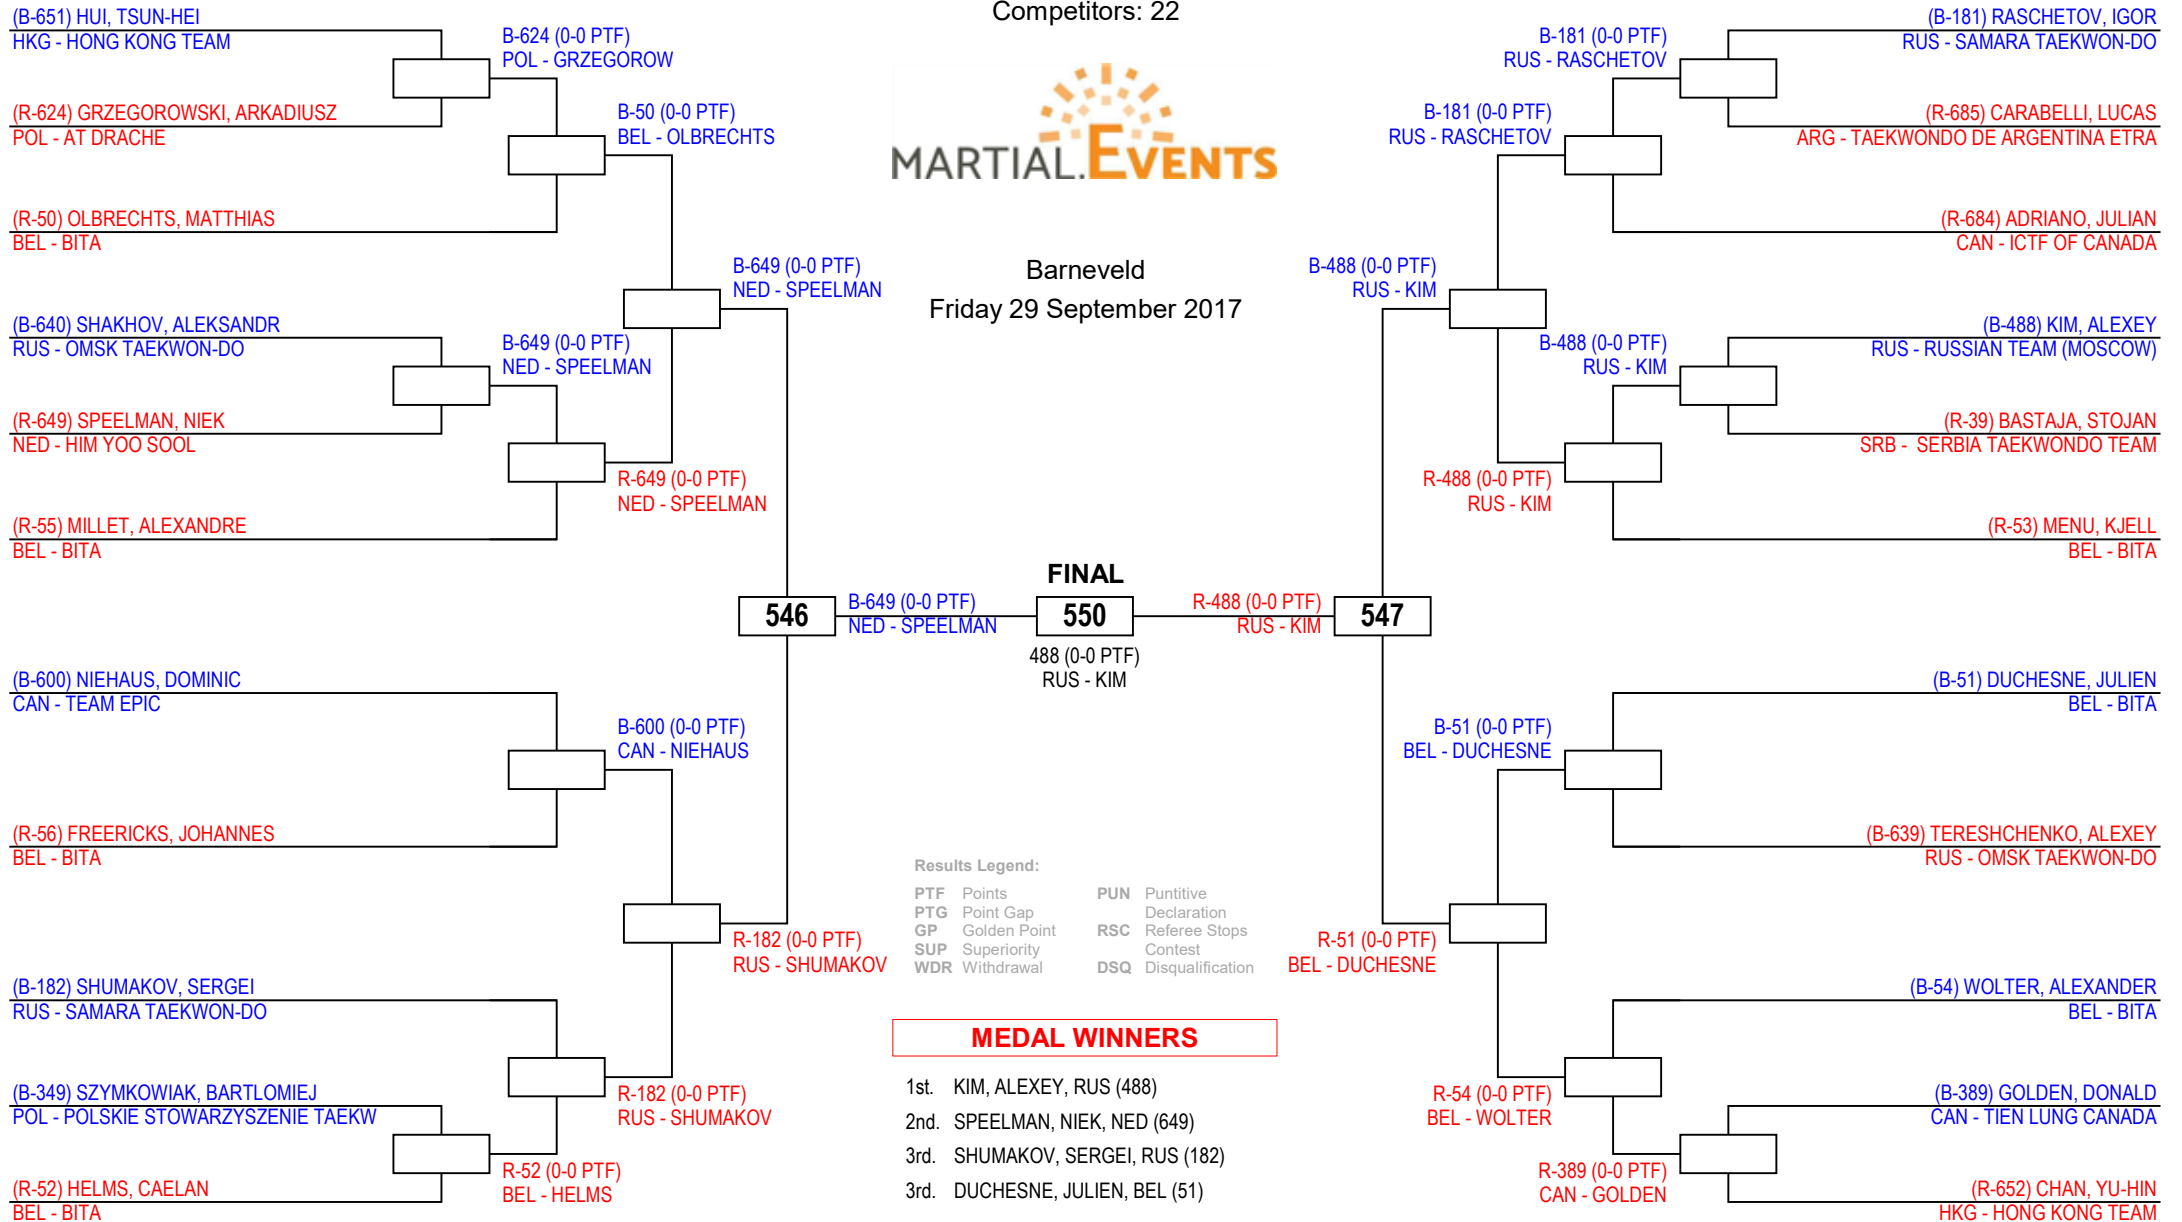 Competitors: 22
MARTIAL.EVENTS
Barneveld
Friday 29 September 2017
(B-651) HUI, TSUN-HEI
HKG - HONG KONG TEAM
(R-624) GRZEGOROWSKI, ARKADIUSZ
POL - AT DRACHE
(R-50) OLBRECHTS, MATTHIAS
BEL - BITA
(B-640) SHAKHOV, ALEKSANDR
RUS - OMSK TAEKWON-DO
(R-649) SPEELMAN, NIEK
NED - HIM YOO SOOL
(R-55) MILLET, ALEXANDRE
BEL - BITA
(B-600) NIEHAUS, DOMINIC
CAN - TEAM EPIC
(R-56) FREERICKS, JOHANNES
BEL - BITA
(B-182) SHUMAKOV, SERGEI
RUS - SAMARA TAEKWON-DO
(B-349) SZYMKOWIAK, BARTLOMIEJ
POL - POLSKIE STOWARZYSZENIE TAEKW
(R-52) HELMS, CAELAN
BEL - BITA
B-624 (0-0 PTF)
POL - GRZEGOROW
B-649 (0-0 PTF)
NED - SPEELMAN
R-52 (0-0 PTF)
BEL - HELMS
B-50 (0-0 PTF)
BEL - OLBRECHTS
R-649 (0-0 PTF)
NED - SPEELMAN
B-600 (0-0 PTF)
CAN - NIEHAUS
R-182 (0-0 PTF)
RUS - SHUMAKOV
B-649 (0-0 PTF)
NED - SPEELMAN
R-182 (0-0 PTF)
RUS - SHUMAKOV
546
B-649 (0-0 PTF)
NED - SPEELMAN
FINAL
550
488 (0-0 PTF)
RUS - KIM
R-488 (0-0 PTF)
RUS - KIM
547
B-488 (0-0 PTF)
RUS - KIM
R-51 (0-0 PTF)
BEL - DUCHESNE
B-181 (0-0 PTF)
RUS - RASCHETOV
R-488 (0-0 PTF)
RUS - KIM
B-51 (0-0 PTF)
BEL - DUCHESNE
R-54 (0-0 PTF)
BEL - WOLTER
B-181 (0-0 PTF)
RUS - RASCHETOV
B-488 (0-0 PTF)
RUS - KIM
R-389 (0-0 PTF)
CAN - GOLDEN
(B-181) RASCHETOV, IGOR
RUS - SAMARA TAEKWON-DO
(R-685) CARABELLI, LUCAS
ARG - TAEKWONDO DE ARGENTINA ETRA
(R-684) ADRIANO, JULIAN
CAN - ICTF OF CANADA
(B-488) KIM, ALEXEY
RUS - RUSSIAN TEAM (MOSCOW)
(R-39) BASTAJA, STOJAN
SRB - SERBIA TAEKWONDO TEAM
(R-53) MENU, KJELL
BEL - BITA
(B-51) DUCHESNE, JULIEN
BEL - BITA
(B-639) TERESHCHENKO, ALEXEY
RUS - OMSK TAEKWON-DO
(B-54) WOLTER, ALEXANDER
BEL - BITA
(B-389) GOLDEN, DONALD
CAN - TIEN LUNG CANADA
(R-652) CHAN, YU-HIN
HKG - HONG KONG TEAM
Results Legend:
PTF Points
PTG Point Gap
GP Golden Point
SUP Superiority
WDR Withdrawal
PUN Puntitive
Declaration
RSC Referee Stops
Contest
DSQ Disqualification
MEDAL WINNERS
1st. KIM, ALEXEY, RUS (488)
2nd. SPEELMAN, NIEK, NED (649)
3rd. SHUMAKOV, SERGEI, RUS (182)
3rd. DUCHESNE, JULIEN, BEL (51)